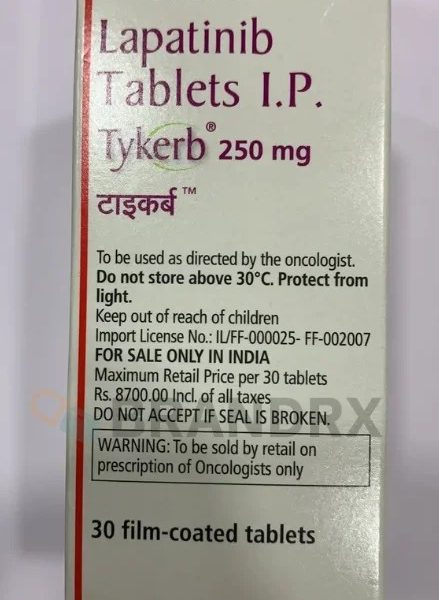 Lapatinib
Tablets I.P.
Tykerb® 250 mg
टाइकर्ब ™
To be used as directed by the oncologist.
Do not store above 30°C. Protect from
light.
Keep out of reach of children
Import License No.: IL/FF-000025- FF-002007
FOR SALE ONLY IN INDIA
Maximum Retail Price per 30 tablets
Rs. 8700.00 Incl. of all taxes
DO NOT ACCEPT IF SEAL IS BROKEN.
BRANDRX
WARNING: To be sold by retail on
prescription of Oncologists only
30 film-coated tablets